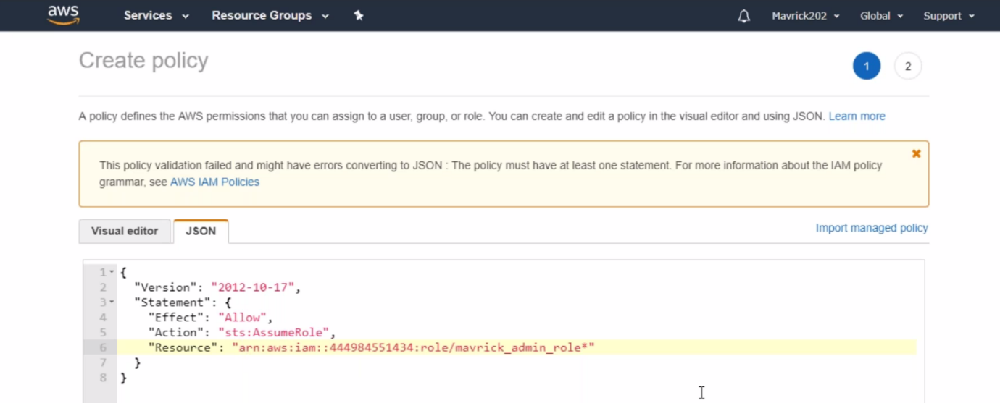 aws Services Resource Groups Mavrick202 Global Support
Create policy
1 2
A policy defines the AWS permissions that you can assign to a user, group, or role. You can create and edit a policy in the visual editor and using JSON. Learn more
This policy validation failed and might have errors converting to JSON : The policy must have at least one statement. For more information about the IAM policy
grammar, see AWS IAM Policies
Visual editor JSON Import managed policy
1 {
2 "Version": "2012-10-17",
3 "Statement": {
4 "Effect": "Allow",
5 "Action": "sts:AssumeRole",
6 "Resource": "arn:aws:iam::444984551434:role/mavrick_admin_role*"
7 }
8 }